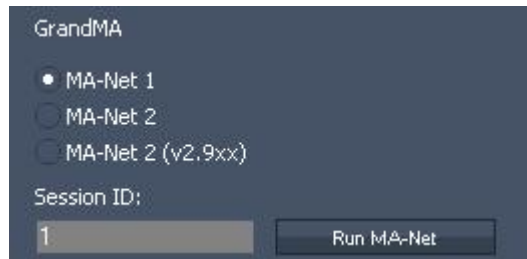 GrandMA
MA-Net 1
MA-Net 2
MA-Net 2 (v2.9xx)
Session ID:
1
Run MA-Net